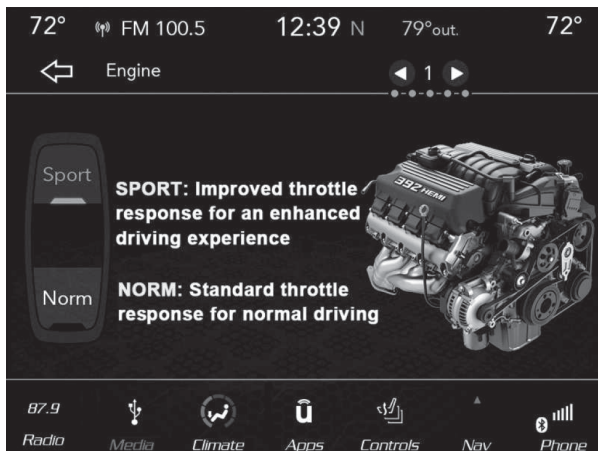 72° FM 100.5 12:39 N 79°out. 72°
Engine 1
Sport
SPORT: Improved throttle
response for an enhanced
driving experience
392 HEMI
Norm
NORM: Standard throttle
response for normal driving
87.9 û
Radio Media Climate Apps Controls Nav Phone